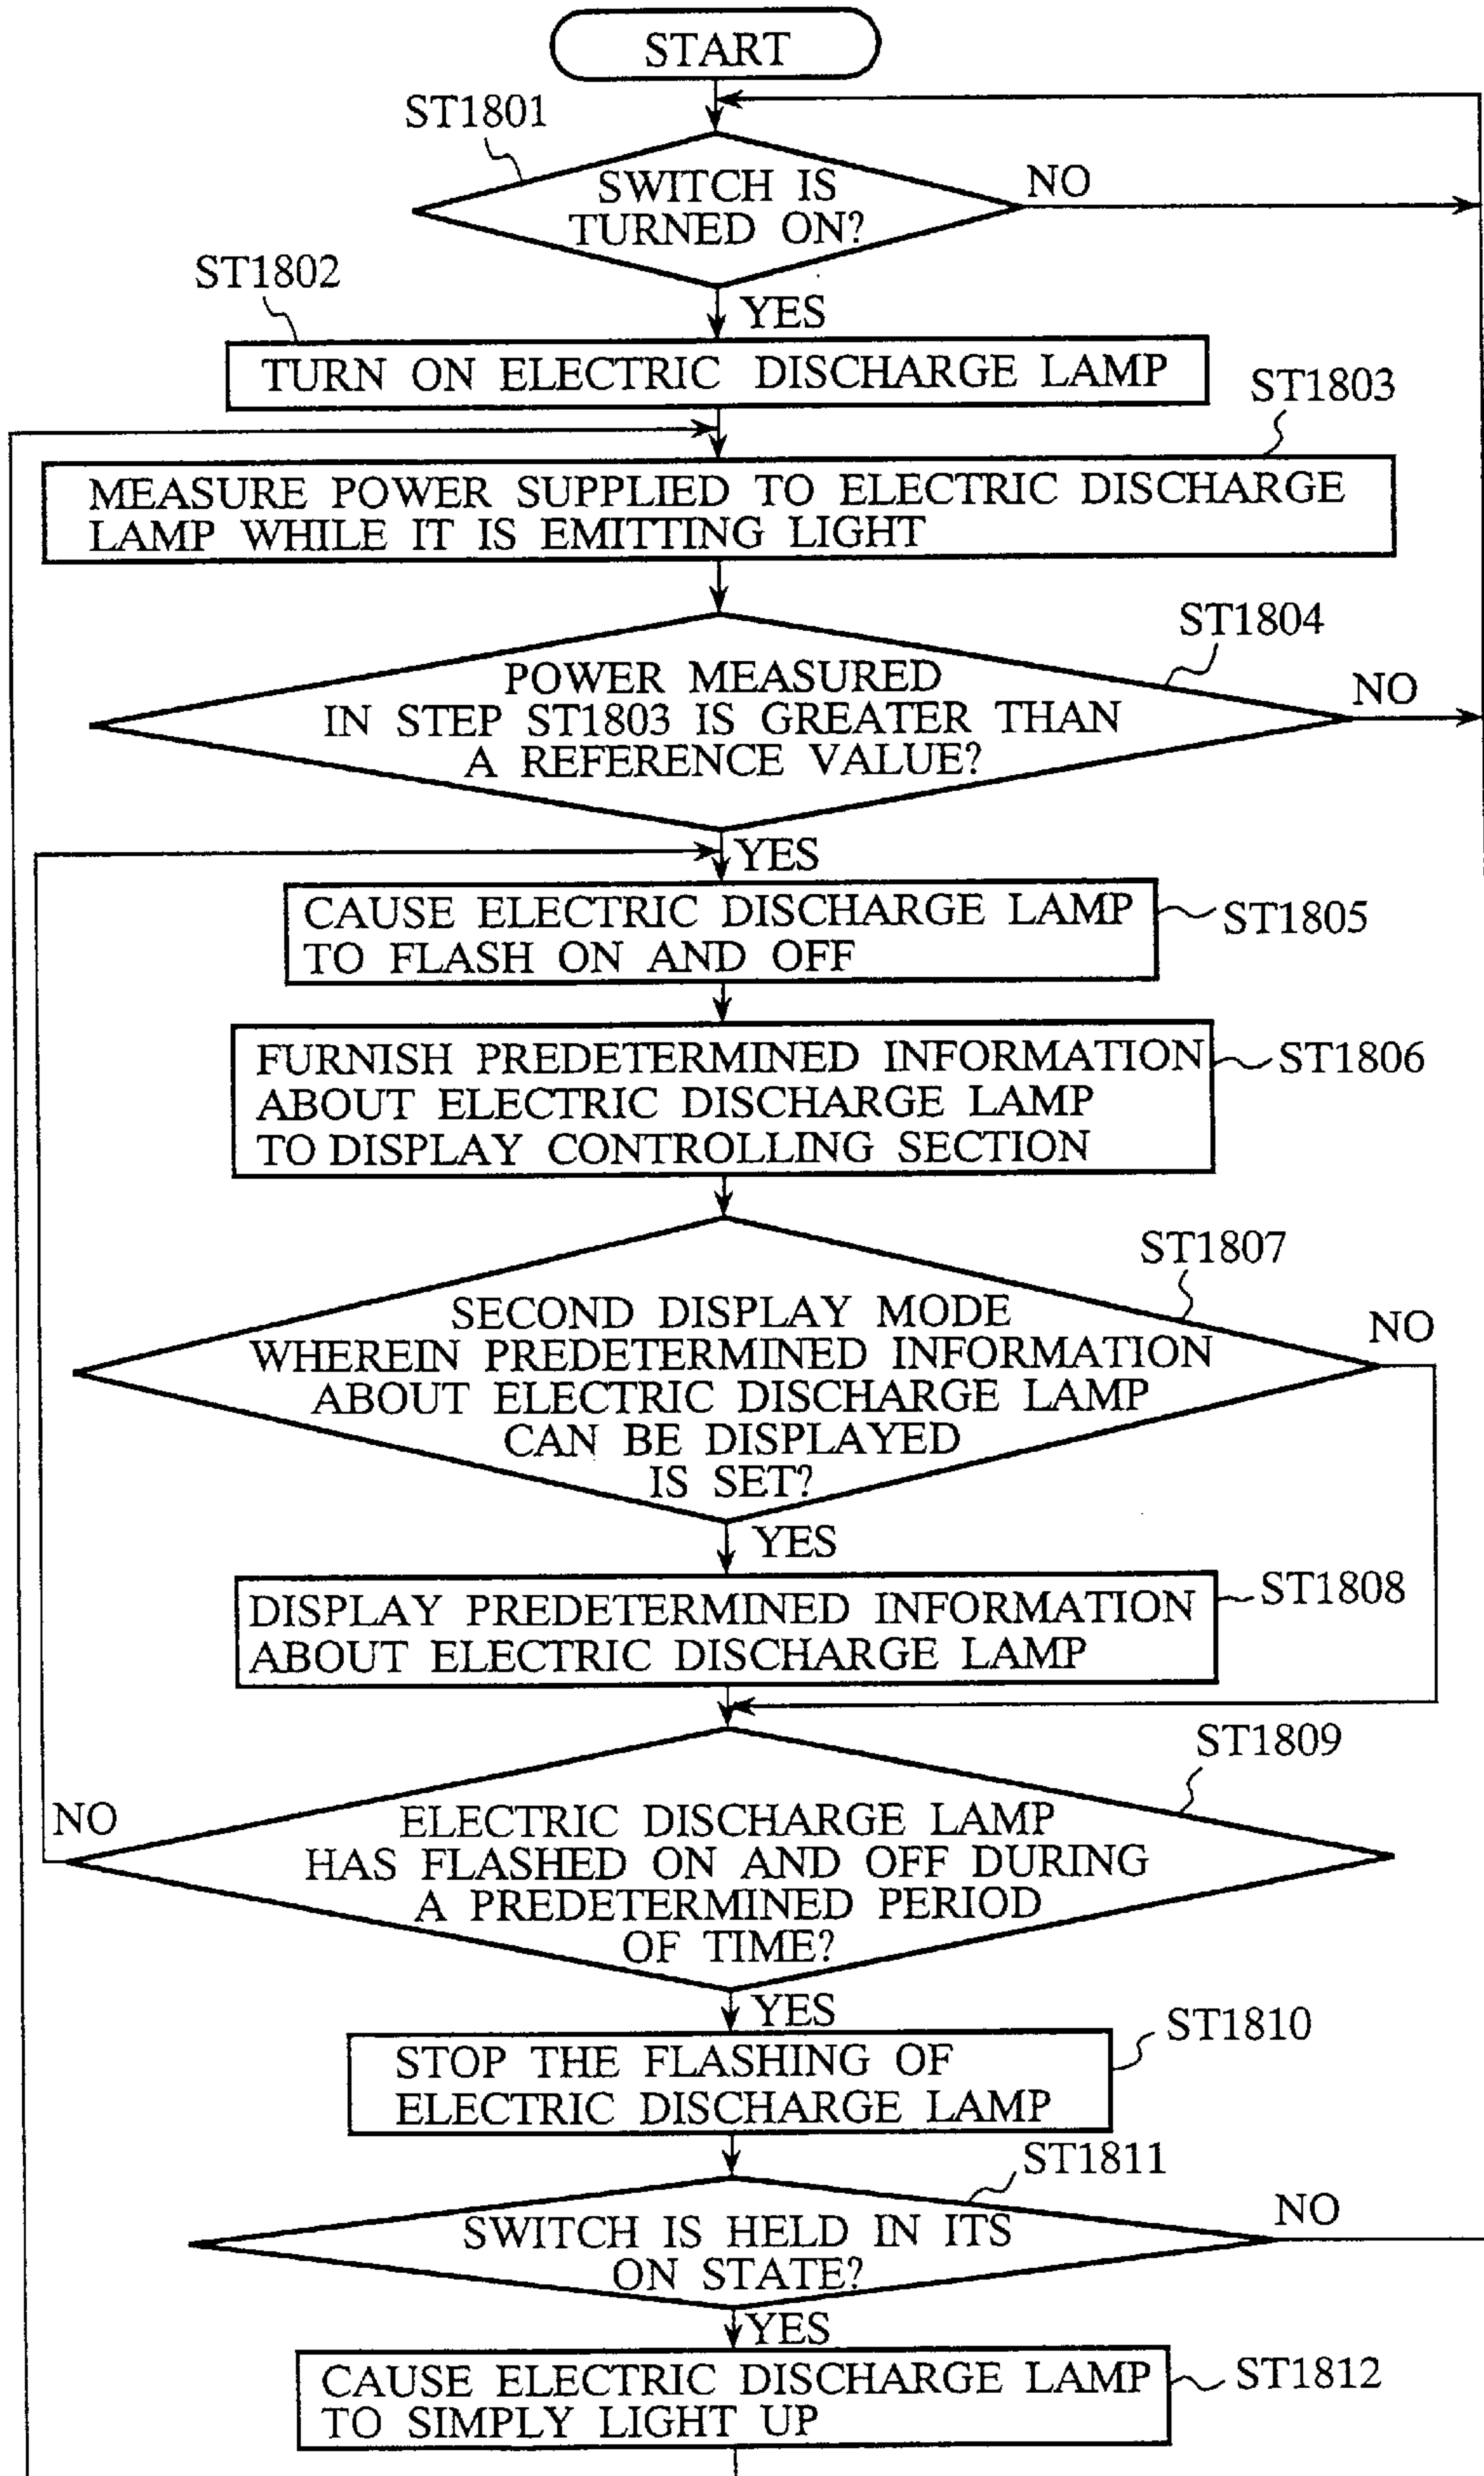 START
ST1801
SWITCH IS
TURNED ON?
NO
ST1802
YES
TURN ON ELECTRIC DISCHARGE LAMP
ST1803
MEASURE POWER SUPPLIED TO ELECTRIC DISCHARGE
LAMP WHILE IT IS EMITTING LIGHT
ST1804
POWER MEASURED
IN STEP ST1803 IS GREATER THAN
A REFERENCE VALUE?
NO
YES
CAUSE ELECTRIC DISCHARGE LAMP
TO FLASH ON AND OFF
ST1805
FURNISH PREDETERMINED INFORMATION
ABOUT ELECTRIC DISCHARGE LAMP
TO DISPLAY CONTROLLING SECTION
ST1806
ST1807
SECOND DISPLAY MODE
WHEREIN PREDETERMINED INFORMATION
ABOUT ELECTRIC DISCHARGE LAMP
CAN BE DISPLAYED
IS SET?
NO
YES
DISPLAY PREDETERMINED INFORMATION
ABOUT ELECTRIC DISCHARGE LAMP
ST1808
ST1809
NO
ELECTRIC DISCHARGE LAMP
HAS FLASHED ON AND OFF DURING
A PREDETERMINED PERIOD
OF TIME?
YES
ST1810
STOP THE FLASHING OF
ELECTRIC DISCHARGE LAMP
ST1811
SWITCH IS HELD IN ITS
ON STATE?
NO
YES
CAUSE ELECTRIC DISCHARGE LAMP
TO SIMPLY LIGHT UP
ST1812